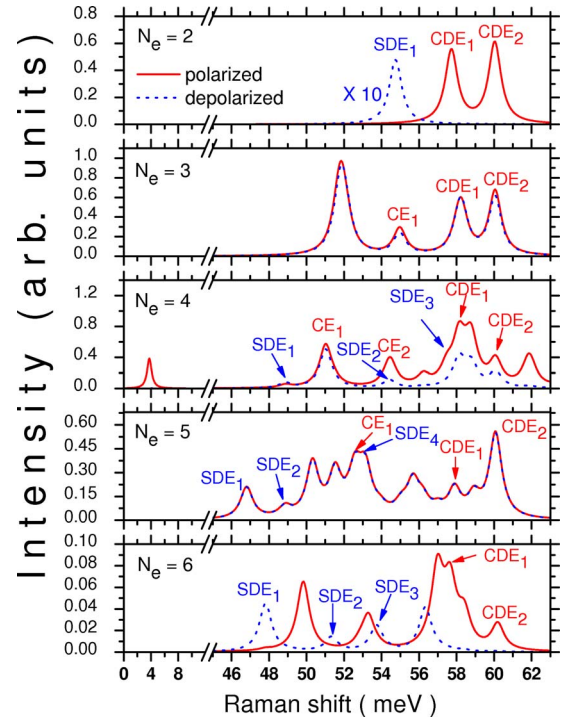 Intensity (arb. units)
N_e = 2
polarized
depolarized
X 10
SDE_1
CDE_1
CDE_2
0.8
0.6
0.4
0.2
0.0
N_e = 3
CE_1
CDE_1
CDE_2
1.0
0.8
0.6
0.4
0.2
0.0
N_e = 4
SDE_1
CE_1
SDE_2
CE_2
SDE_3
CDE_1
CDE_2
1.2
0.8
0.4
0.0
N_e = 5
SDE_1
SDE_2
CE_1
SDE_4
CDE_1
CDE_2
0.60
0.45
0.30
0.15
0.00
N_e = 6
SDE_1
SDE_2
SDE_3
CDE_1
CDE_2
0.10
0.08
0.06
0.04
0.02
0.00
0 4 8 46 48 50 52 54 56 58 60 62
Raman shift ( meV )